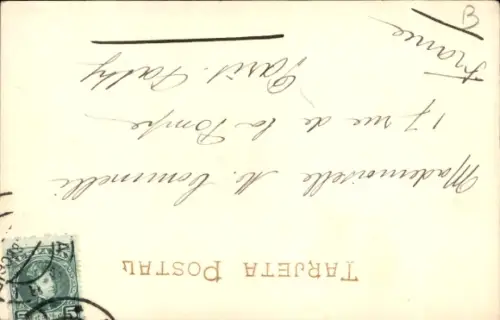 TARJETA POSTAL
Mademoiselle M.
17 rue de la Pompe
Paris Passy
France
B